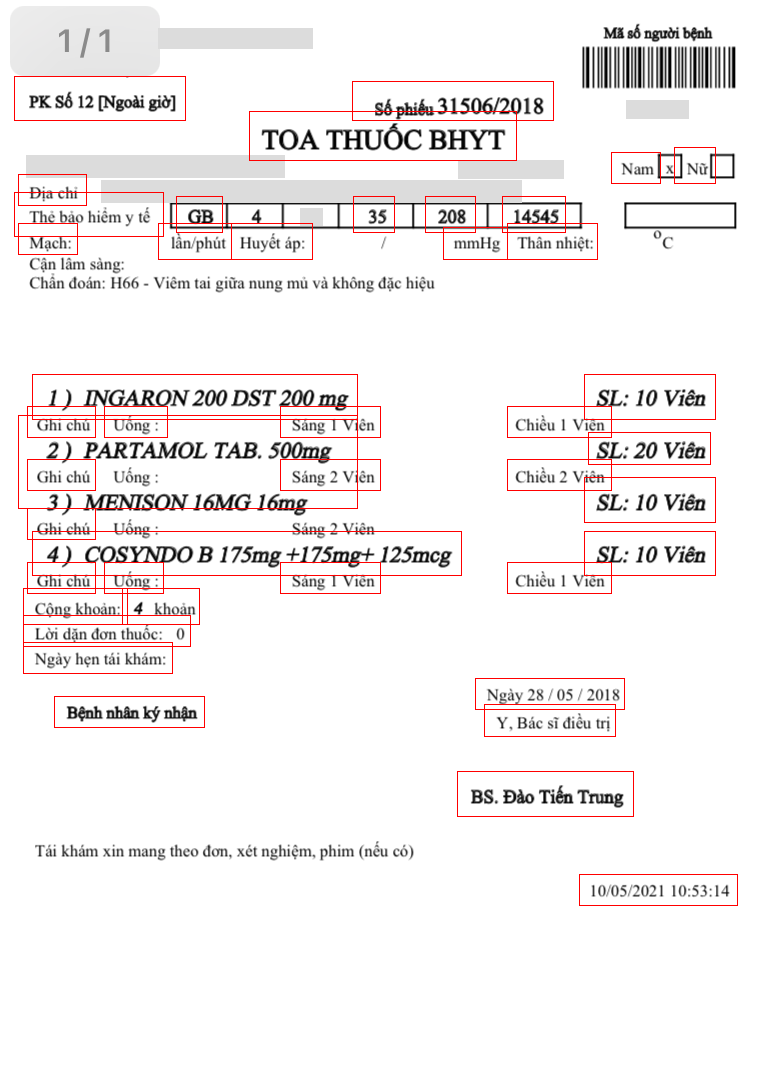 1/1
Mã số người bệnh
PK Số 12 [Ngoài giờ]
Số phiếu 31506/2018
TOA THUỐC BHYT
Nam x Nữ
Địa chỉ
Thẻ bảo hiểm y tế GB 4 35 208 14545
Mạch: lần/phút Huyết áp: / mmHg Thân nhiệt: °C
Cận lâm sàng:
Chẩn đoán: H66 - Viêm tai giữa nung mủ và không đặc hiệu
1 ) INGARON 200 DST 200 mg SL: 10 Viên
Ghi chú Uống : Sáng 1 Viên Chiều 1 Viên
2 ) PARTAMOL TAB. 500mg SL: 20 Viên
Ghi chú Uống : Sáng 2 Viên Chiều 2 Viên
3 ) MENISON 16MG 16mg SL: 10 Viên
Ghi chú Uống : Sáng 2 Viên
4 ) COSYNDO B 175mg +175mg+ 125mcg SL: 10 Viên
Ghi chú Uống : Sáng 1 Viên Chiều 1 Viên
Cộng khoản: 4 khoản
Lời dặn đơn thuốc: 0
Ngày hẹn tái khám:
Ngày 28 / 05 / 2018
Bệnh nhân ký nhận
Y, Bác sĩ điều trị
BS. Đào Tiến Trung
Tái khám xin mang theo đơn, xét nghiệm, phim (nếu có)
10/05/2021 10:53:14